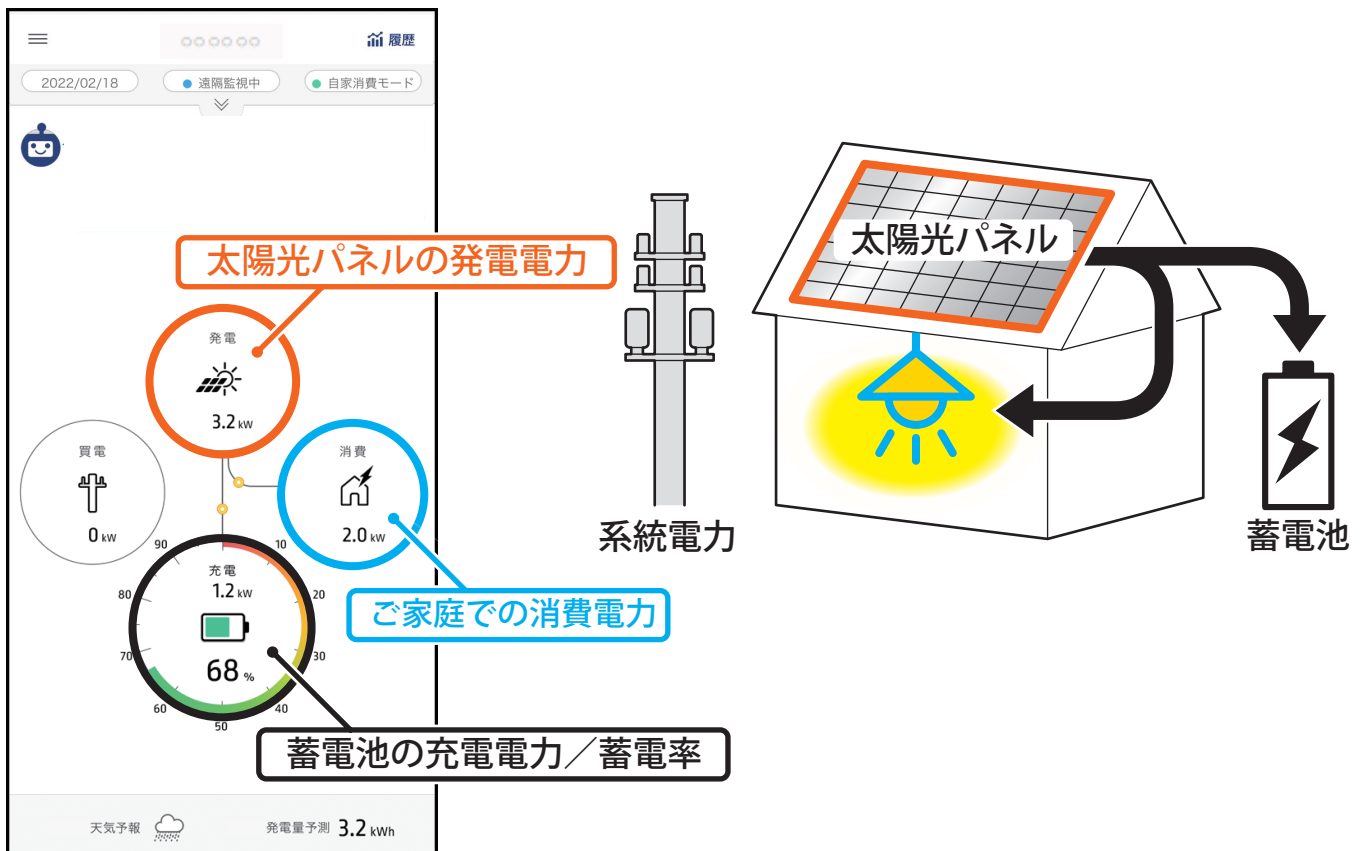 履歴
2022/02/18
遠隔監視中
自家消費モード
太陽光パネルの発電電力
発電
3.2 kW
買電
0 kW
消費
2.0 kW
充電
1.2 kW
68 %
10
20
30
40
50
60
70
80
90
ご家庭での消費電力
蓄電池の充電電力／蓄電率
天気予報
発電量予測 3.2 kWh
太陽光パネル
系統電力
蓄電池